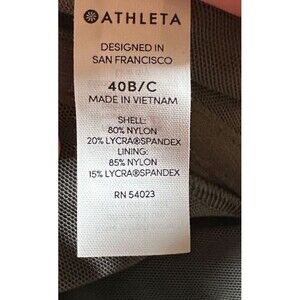 ATHLETA
DESIGNED IN
SAN FRANCISCO
40B/C
MADE IN VIETNAM
SHELL:
80% NYLON
20% LYCRA®SPANDEX
LINING:
85% NYLON
15% LYCRA®SPANDEX
RN 54023